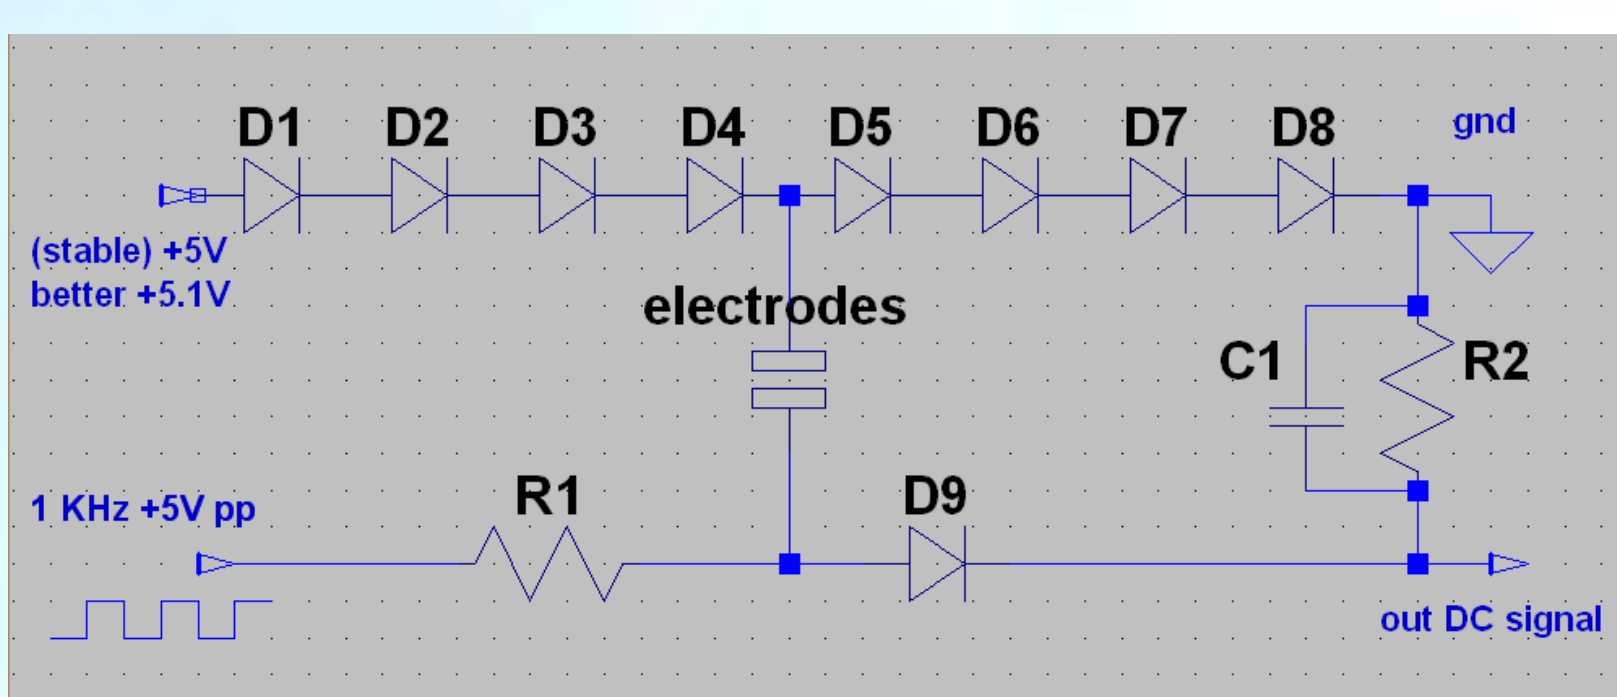 D1 D2 D3 D4 D5 D6 D7 D8
gnd
(stable) +5V
better +5.1V
electrodes
C1
R2
1 KHz +5V pp
R1
D9
out DC signal